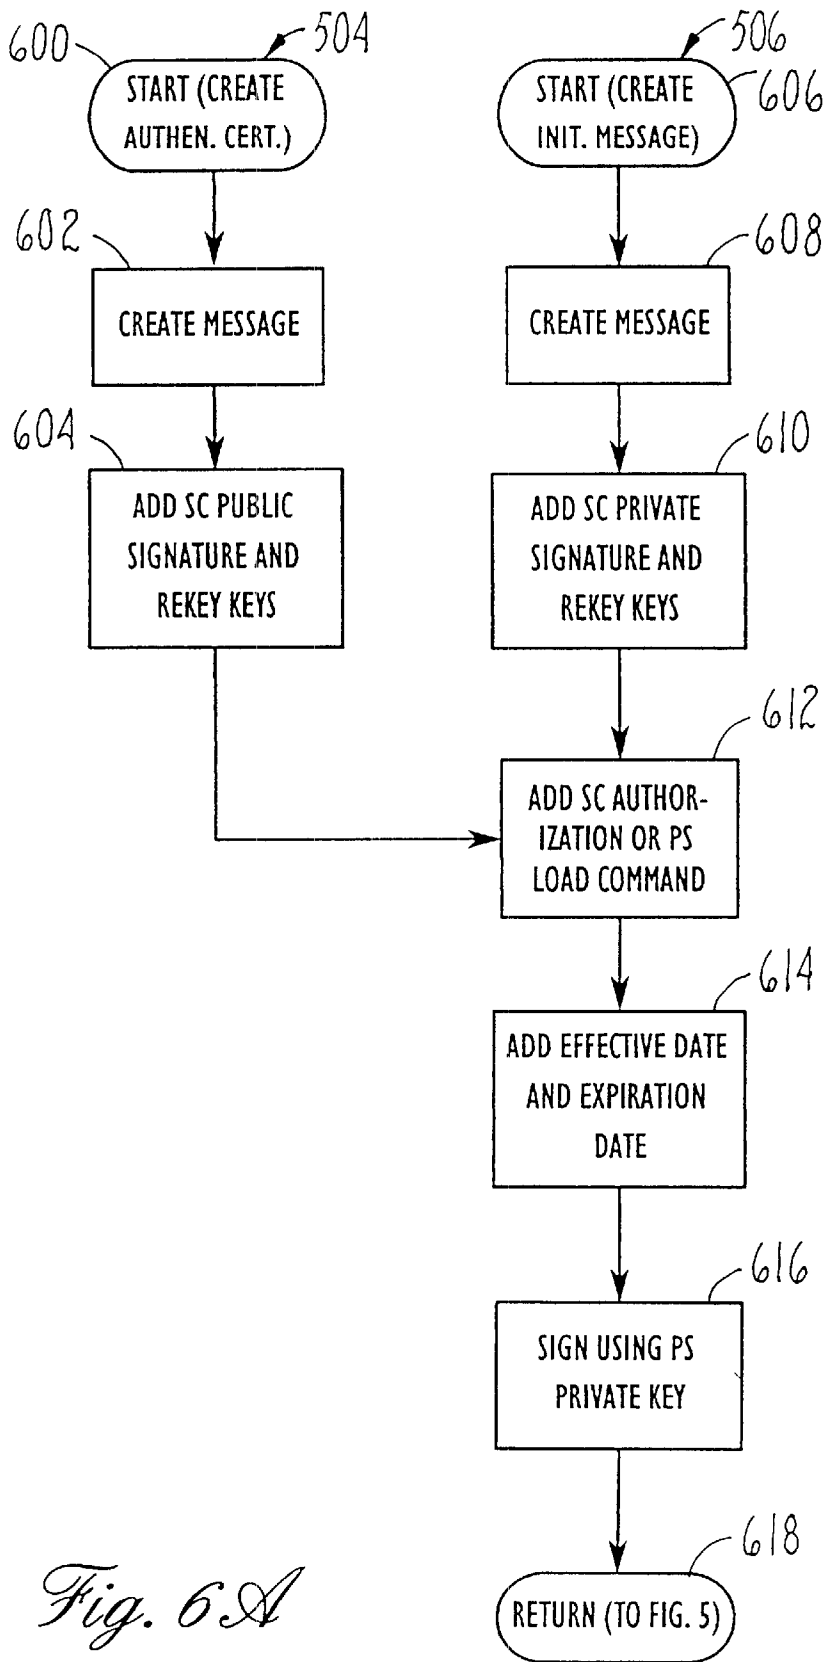 600
504
START (CREATE
AUTHEN. CERT.)
602
CREATE MESSAGE
604
ADD SC PUBLIC
SIGNATURE AND
REKEY KEYS
506
606
START (CREATE
INIT. MESSAGE)
608
CREATE MESSAGE
610
ADD SC PRIVATE
SIGNATURE AND
REKEY KEYS
612
ADD SC AUTHOR-
IZATION OR PS
LOAD COMMAND
614
ADD EFFECTIVE DATE
AND EXPIRATION
DATE
616
SIGN USING PS
PRIVATE KEY
618
RETURN (TO FIG. 5)
Fig. 6A